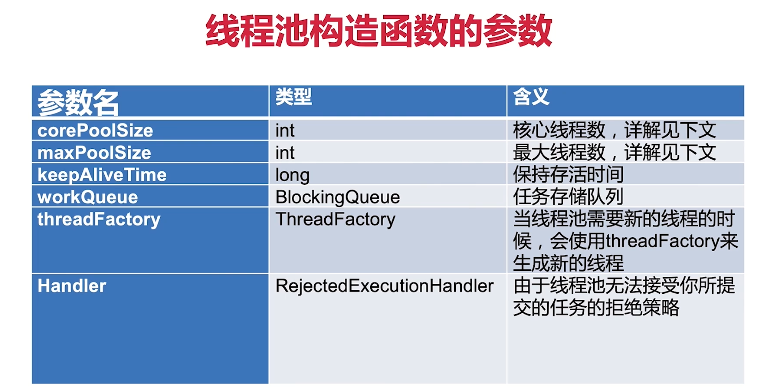 线程池构造函数的参数
参数名 类型 含义
corePoolSize int 核心线程数，详解见下文
maxPoolSize int 最大线程数，详解见下文
keepAliveTime long 保持存活时间
workQueue BlockingQueue 任务存储队列
threadFactory ThreadFactory 当线程池需要新的线程的时
候，会使用threadFactory来
生成新的线程
Handler RejectedExecutionHandler 由于线程池无法接受你所提
交的任务的拒绝策略